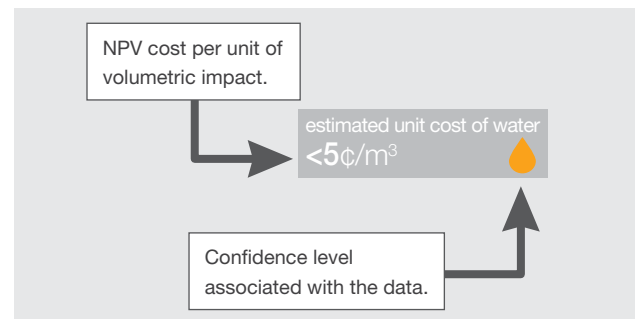 NPV cost per unit of
volumetric impact.
estimated unit cost of water
<5¢/m³
Confidence level
associated with the data.